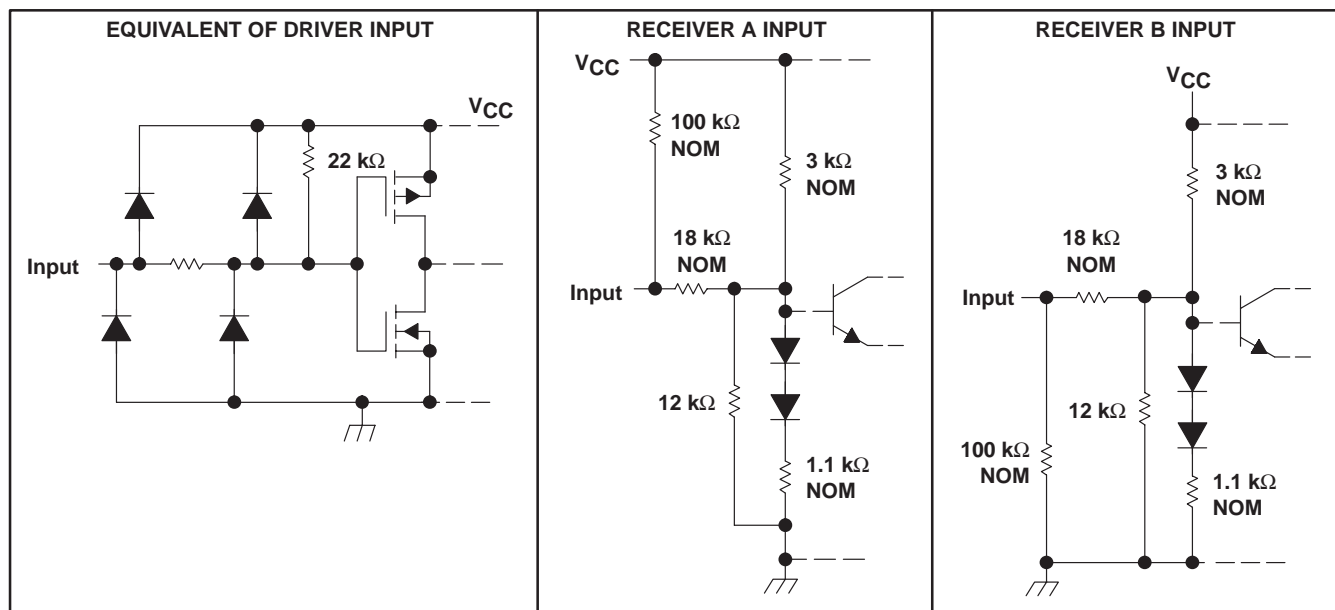 EQUIVALENT OF DRIVER INPUT
VCC
22 kΩ
Input
RECEIVER A INPUT
VCC
100 kΩ
NOM
3 kΩ
NOM
18 kΩ
NOM
Input
12 kΩ
1.1 kΩ
NOM
RECEIVER B INPUT
VCC
3 kΩ
NOM
18 kΩ
NOM
Input
12 kΩ
100 kΩ
NOM
1.1 kΩ
NOM